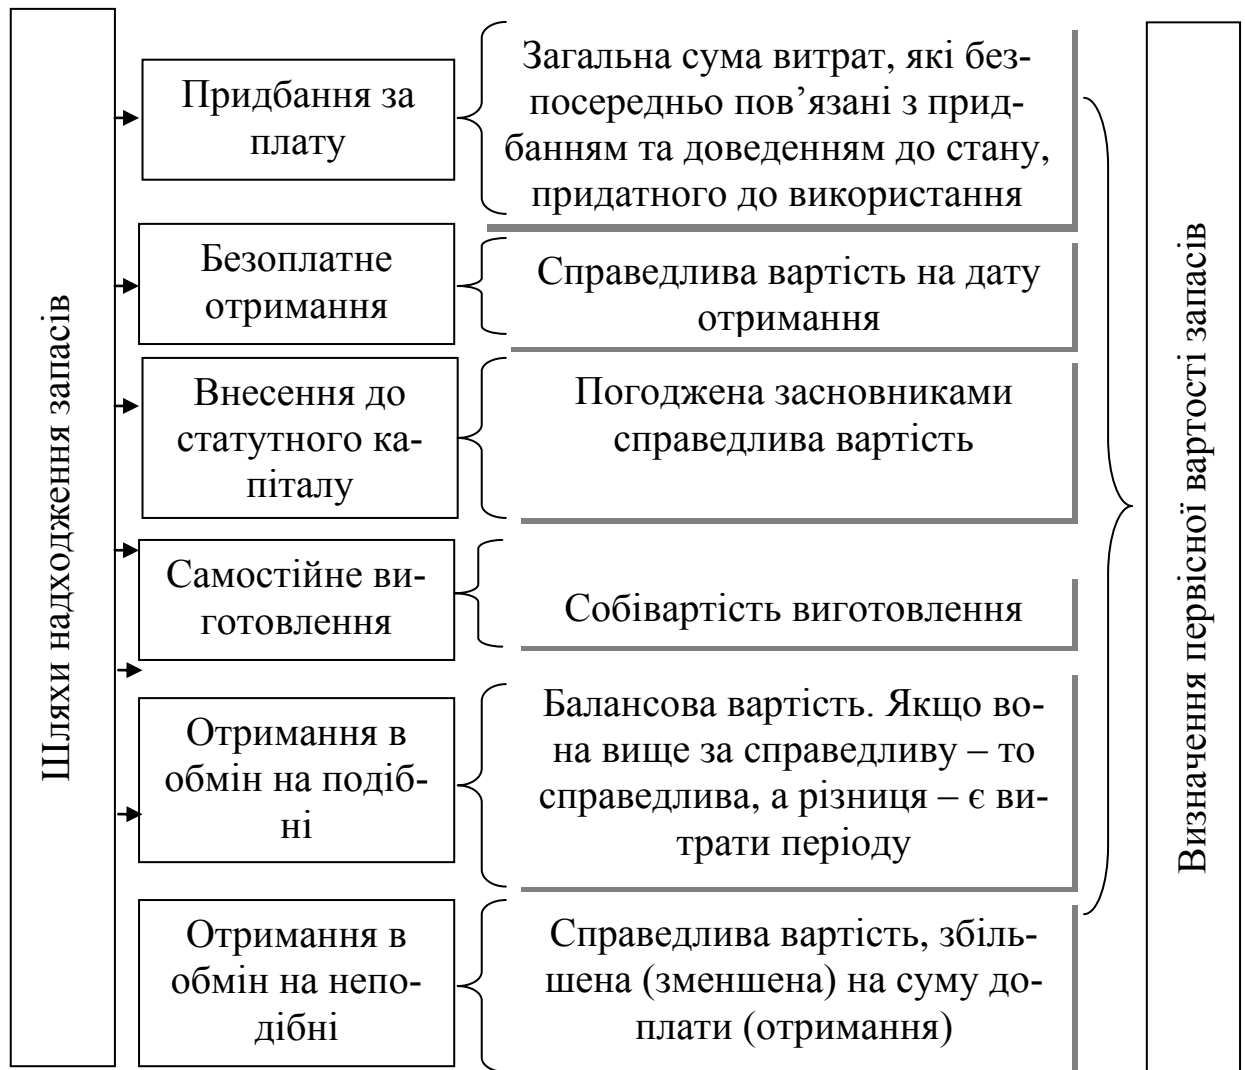 Шляхи надходження запасів
Придбання за
плату
Загальна сума витрат, які без-
посередньо пов’язані з прид-
банням та доведенням до стану,
придатного до використання
Безоплатне
отримання
Справедлива вартість на дату
отримання
Внесення до
статутного ка-
піталу
Погоджена засновниками
справедлива вартість
Самостійне ви-
готовлення
Собівартість виготовлення
Отримання в
обмін на подіб-
ні
Балансова вартість. Якщо во-
на вище за справедливу – то
справедлива, а різниця – є ви-
трати періоду
Отримання в
обмін на непо-
дібні
Справедлива вартість, збіль-
шена (зменшена) на суму до-
плати (отримання)
Визначення первісної вартості запасів